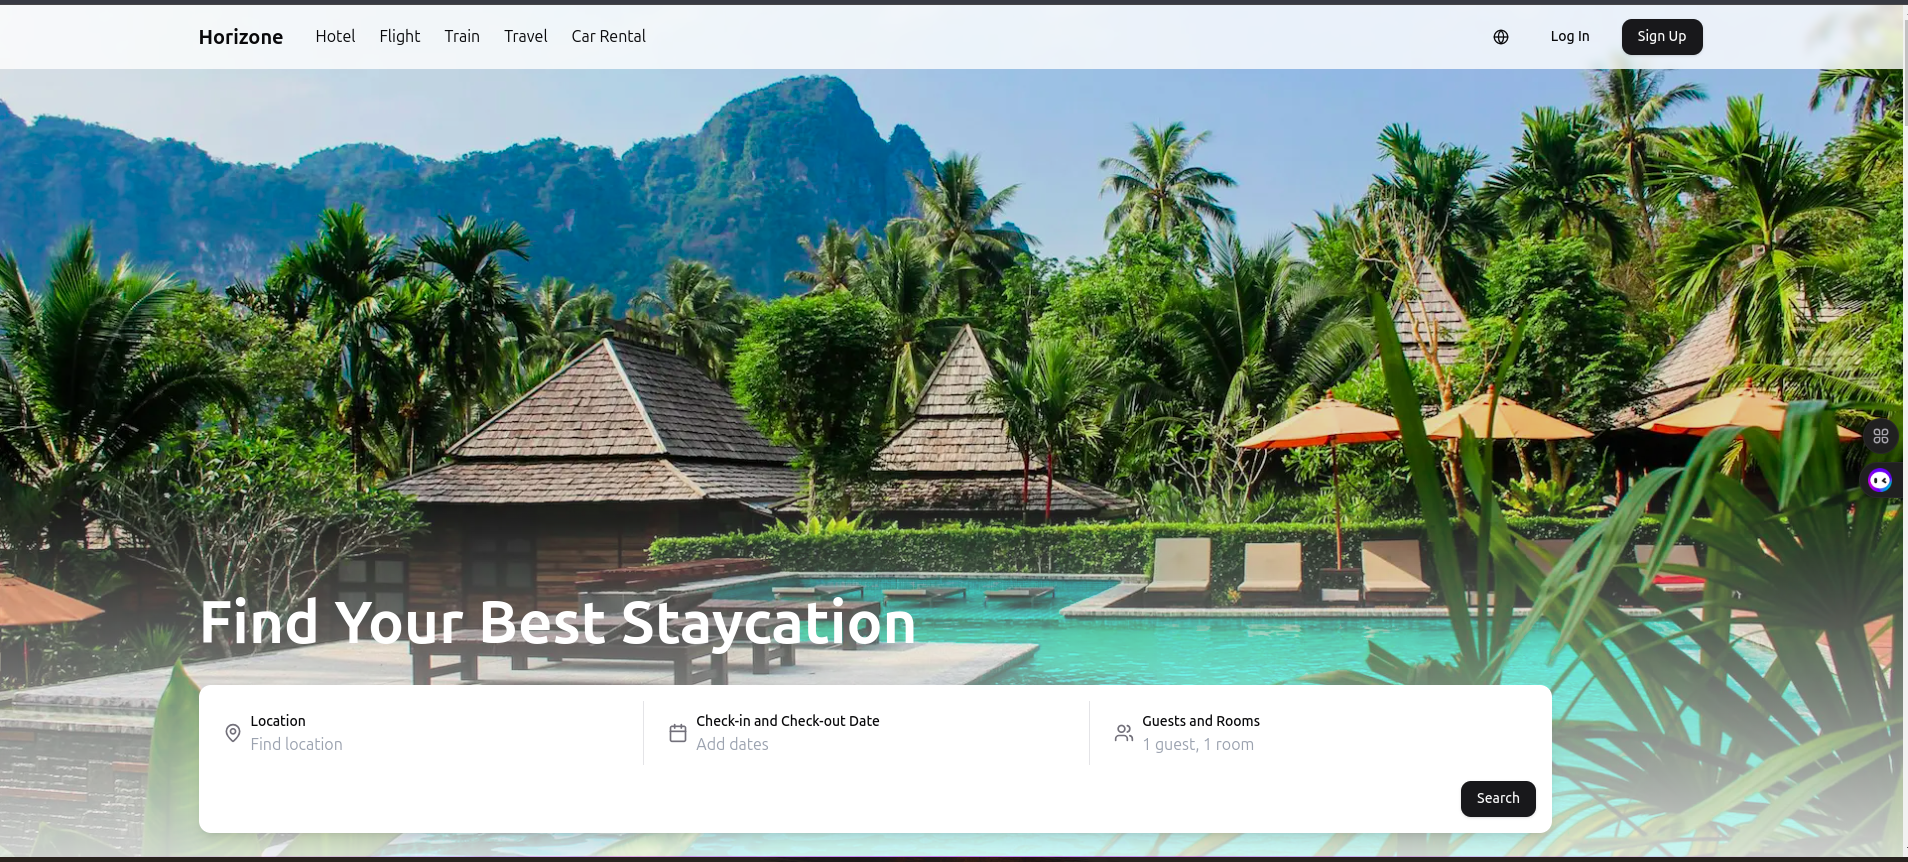 Horizone Hotel Flight Train Travel Car Rental Log In Sign Up
Find Your Best Staycation
Location
Find location
Check-in and Check-out Date
Add dates
Guests and Rooms
1 guest, 1 room
Search